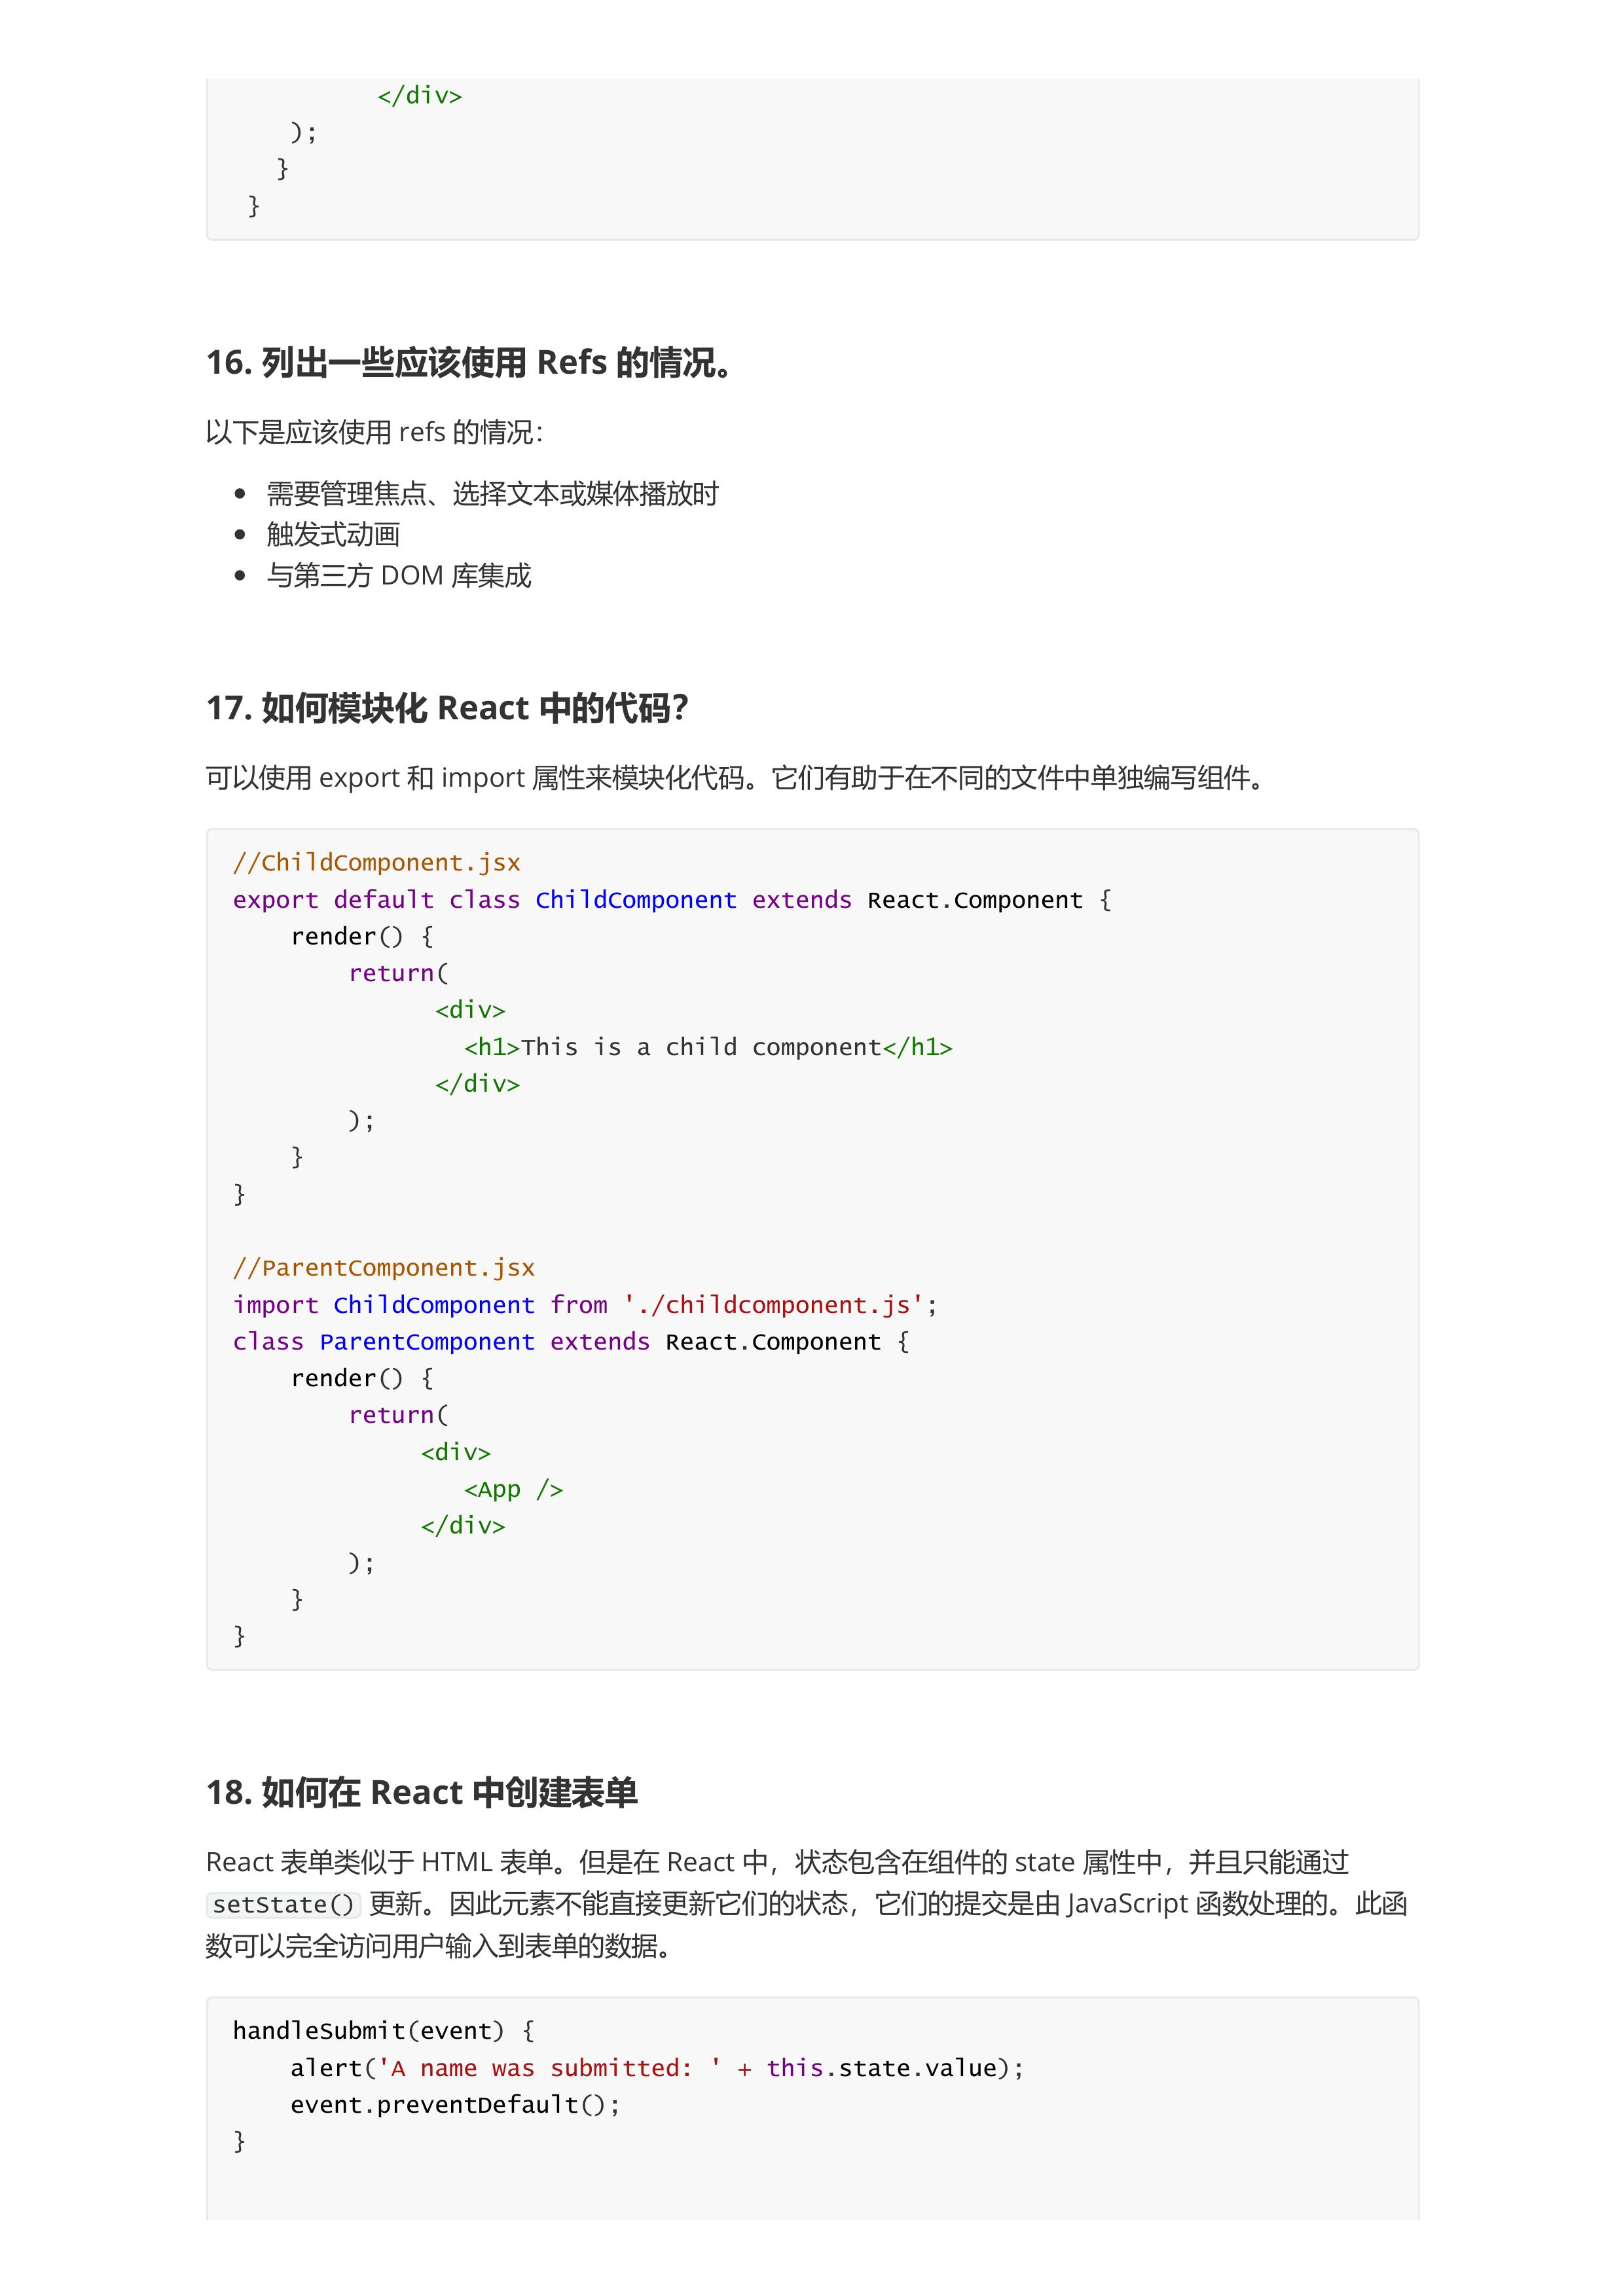 </div>
    );
   }
 }
16. 列出一些应该使用 Refs 的情况。
以下是应该使用 refs 的情况：
• 需要管理焦点、选择文本或媒体播放时
• 触发式动画
• 与第三方 DOM 库集成
17. 如何模块化 React 中的代码？
可以使用 export 和 import 属性来模块化代码。它们有助于在不同的文件中单独编写组件。
//ChildComponent.jsx
export default class ChildComponent extends React.Component {
    render() {
        return(
              <div>
                <h1>This is a child component</h1>
              </div>
        );
    }
}
//ParentComponent.jsx
import ChildComponent from './childcomponent.js';
class ParentComponent extends React.Component {
    render() {
        return(
             <div>
                <App />
             </div>
        );
    }
}
18. 如何在 React 中创建表单
React 表单类似于 HTML 表单。但是在 React 中，状态包含在组件的 state 属性中，并且只能通过
setState() 更新。因此元素不能直接更新它们的状态，它们的提交是由 JavaScript 函数处理的。此函
数可以完全访问用户输入到表单的数据。
handleSubmit(event) {
    alert('A name was submitted: ' + this.state.value);
    event.preventDefault();
}